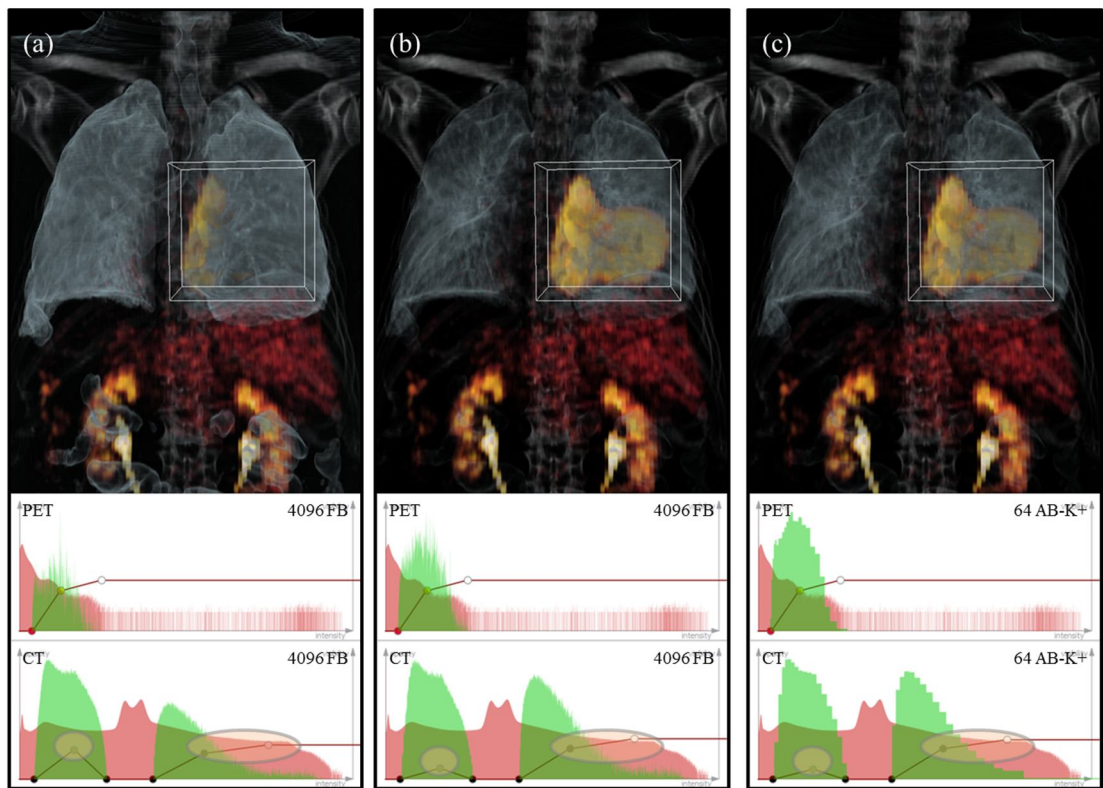 (a) (b) (c)
PET 4096 FB PET 4096 FB PET 64 AB-K+
intensity intensity intensity
CT 4096 FB CT 4096 FB CT 64 AB-K+
intensity intensity intensity